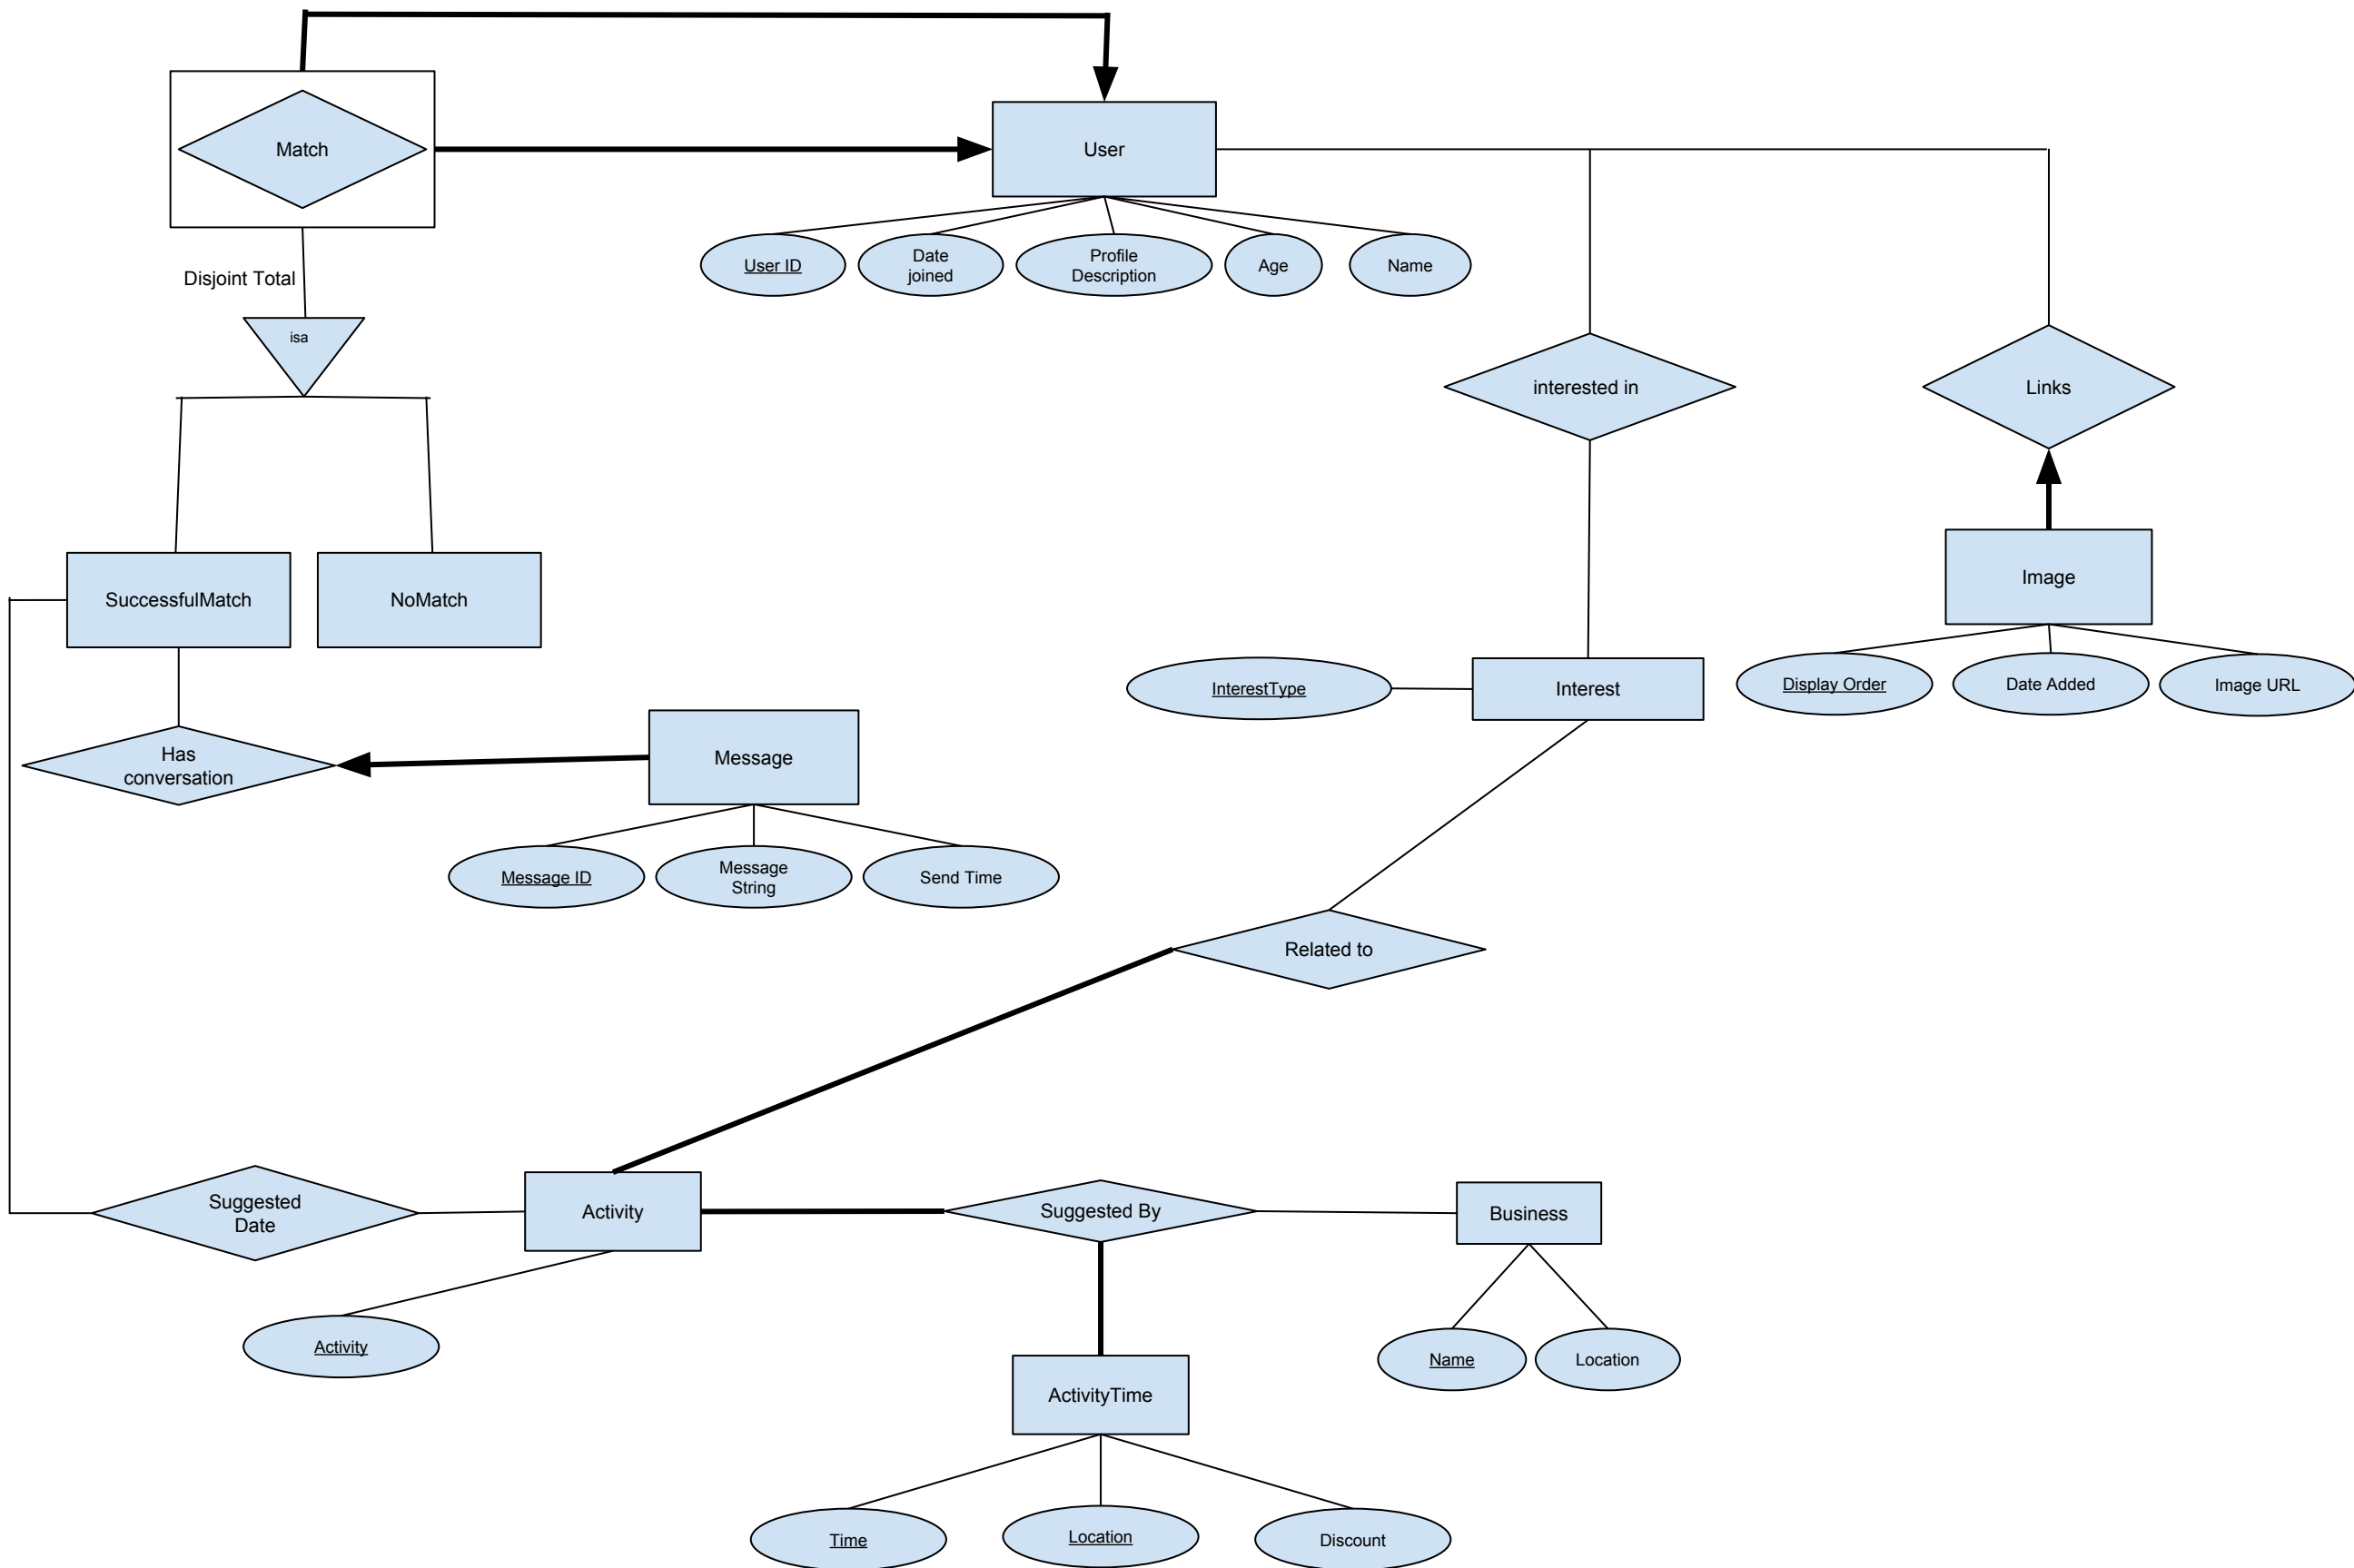 Match
User
User ID
Date
joined
Profile
Description
Age
Name
Disjoint Total
isa
interested in
Links
SuccessfulMatch
NoMatch
Image
InterestType
Interest
Display Order
Date Added
Image URL
Has
conversation
Message
Message ID
Message
String
Send Time
Related to
Suggested
Date
Activity
Suggested By
Business
Activity
Name
Location
ActivityTime
Time
Location
Discount